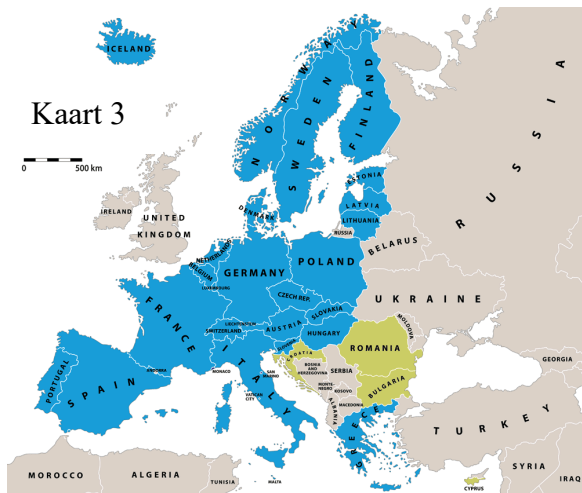 ICELAND
Kaart 3
500 km
NORWAY
SWEDEN
FINLAND
RUSSIA
ESTONIA
LATVIA
LITHUANIA
RUSSIA
DENMARK
IRELAND
UNITED
KINGDOM
NETHERLANDS
BELGIUM
LUXEMBOURG
GERMANY
POLAND
BELARUS
UKRAINE
CZECH REP.
SLOVAKIA
FRANCE
LIECHTENSTEIN
SWITZERLAND
AUSTRIA
HUNGARY
MOLDOVA
ROMANIA
SLOVENIA
CROATIA
ITALY
PORTUGAL
SPAIN
ANDORRA
MONACO
SAN
MARINO
VATICAN
CITY
BOSNIA
AND
HERZEGOVINA
SERBIA
MONTE-
NEGRO
KOSOVO
BULGARIA
MACEDONIA
ALBANIA
GREECE
GEORGIA
TURKEY
MOROCCO
ALGERIA
TUNISIA
MALTA
CYPRUS
SYRIA
IRAQ